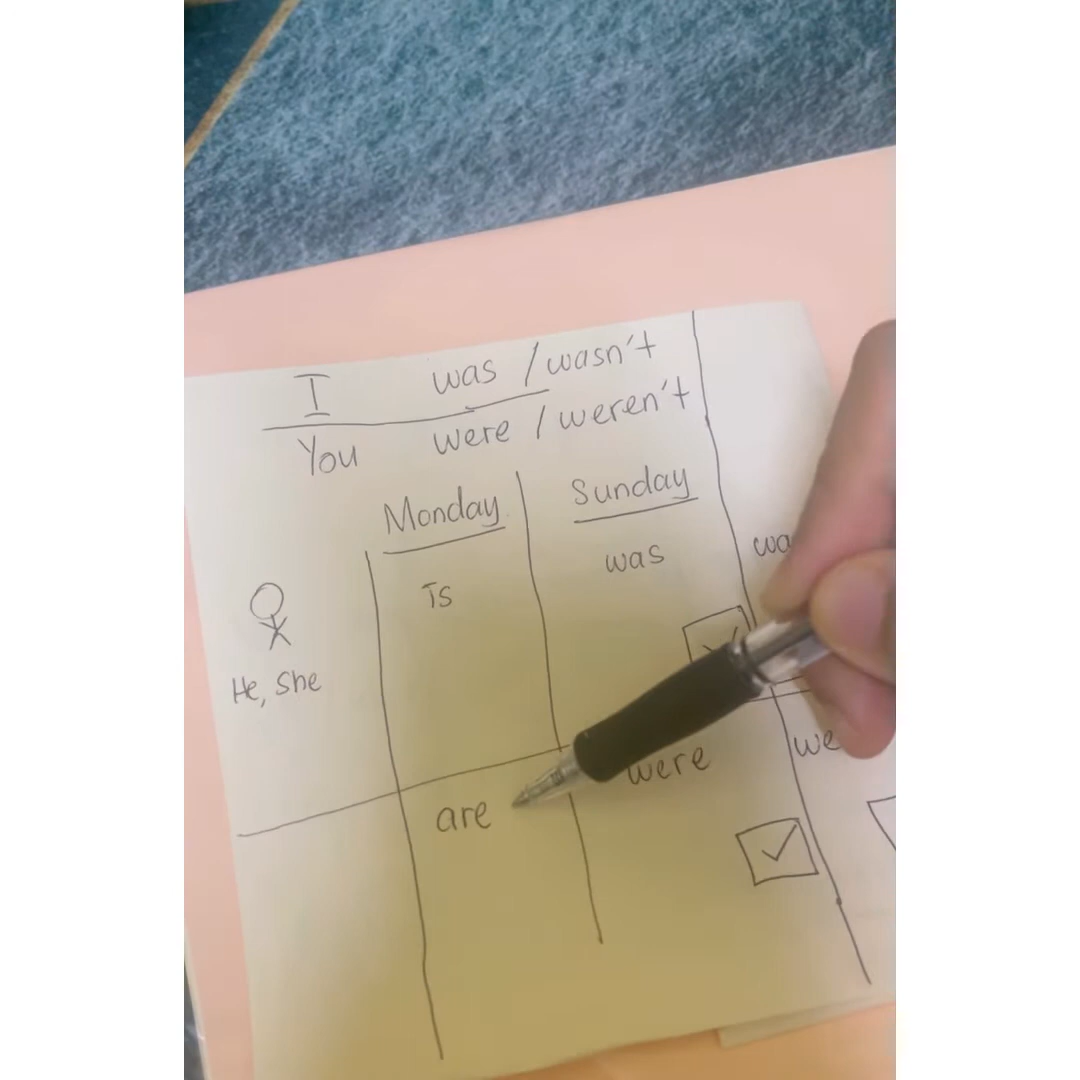 I was / wasn't
You were / weren't
Monday Sunday
is was
He, She
are were